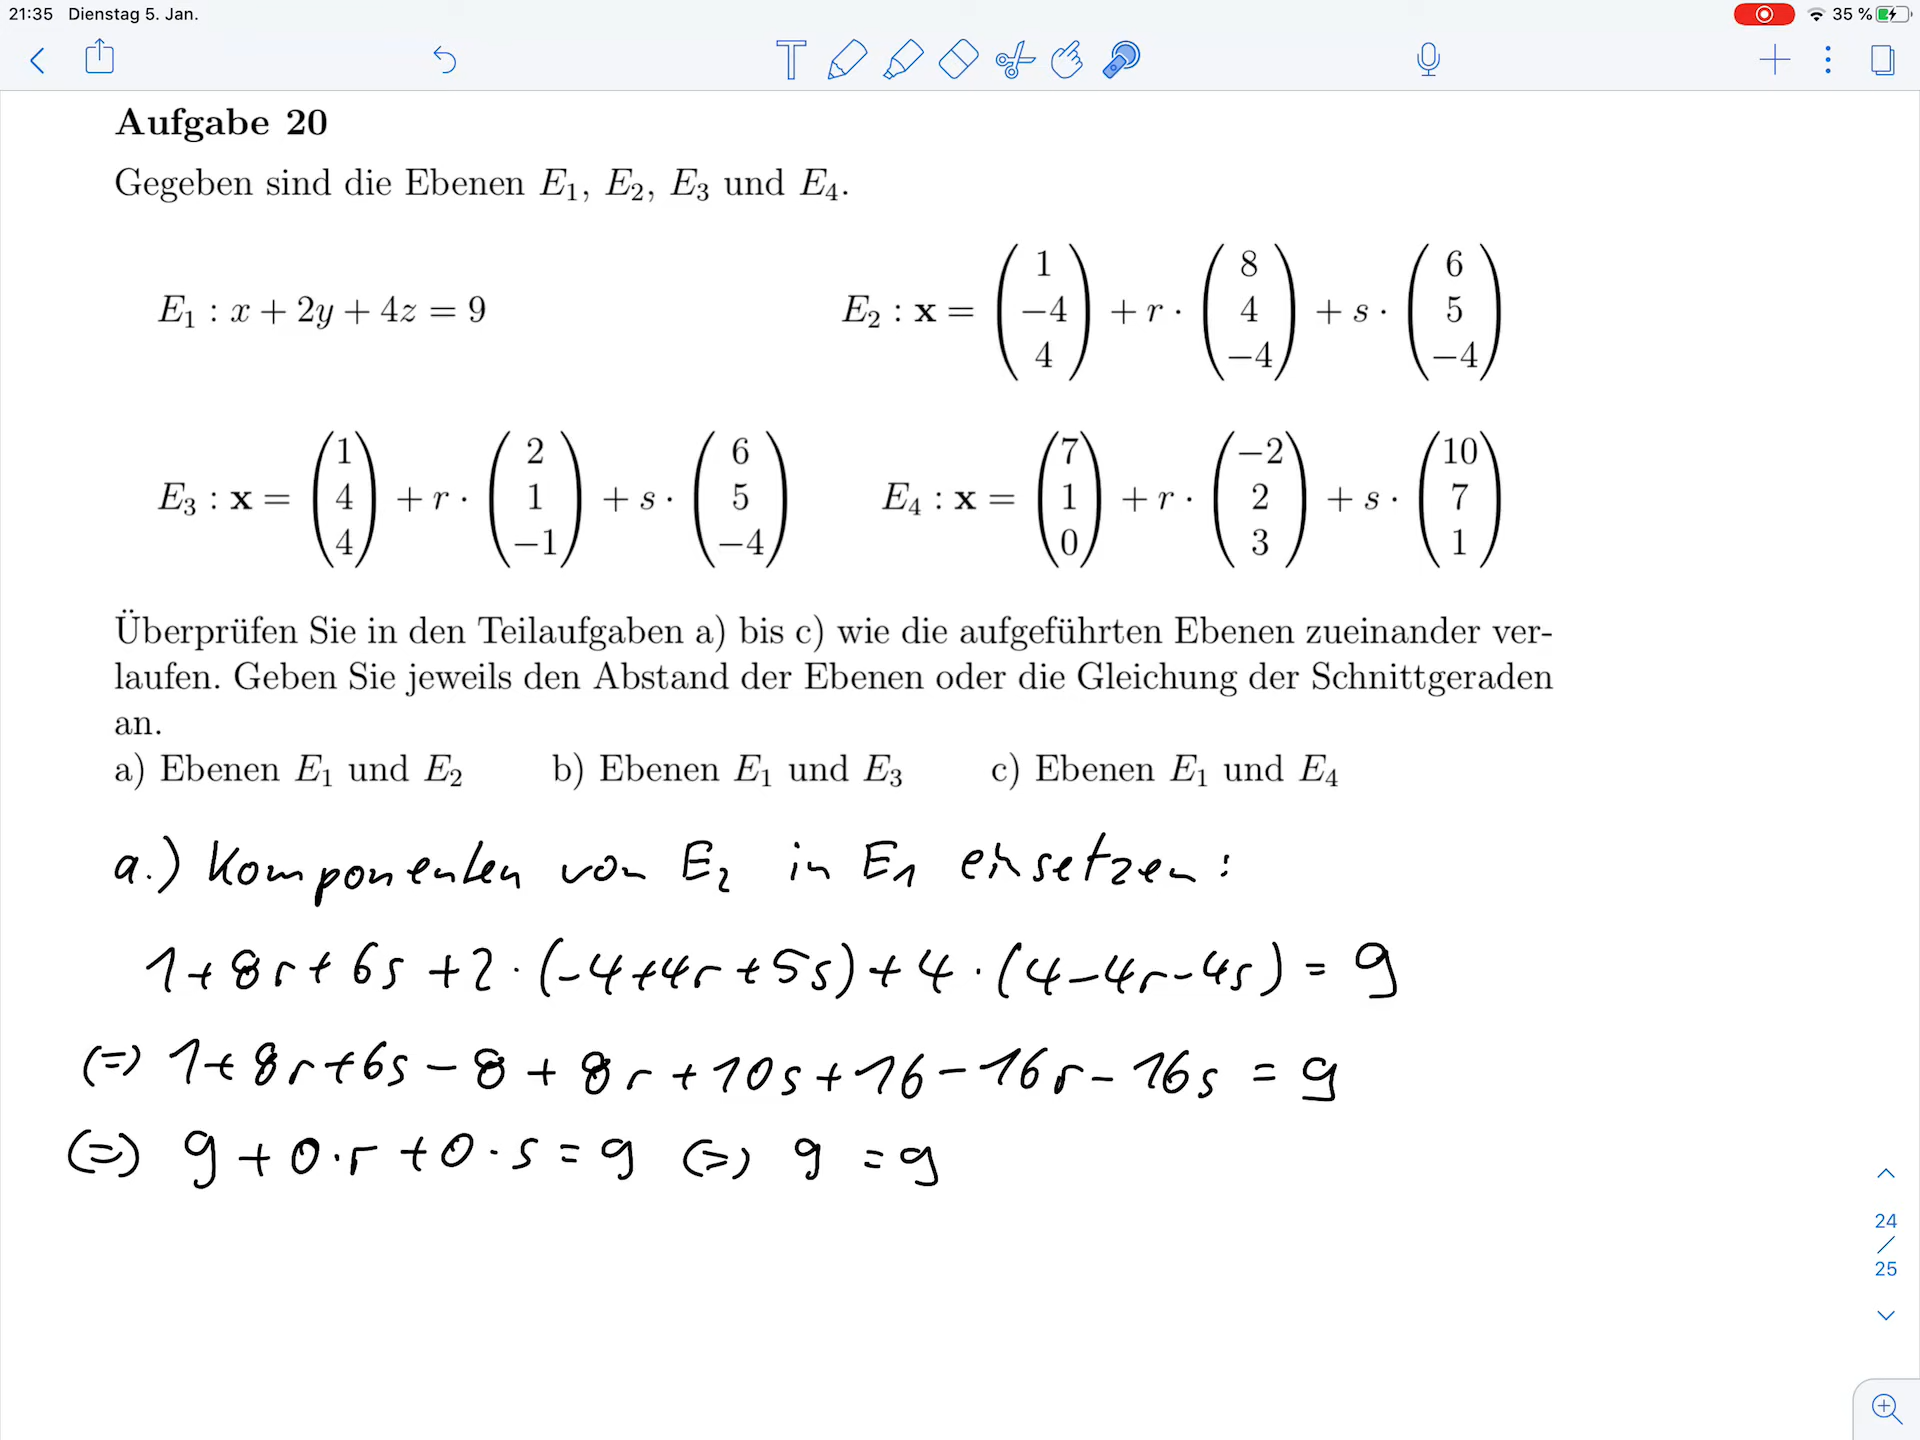 21:35 Dienstag 5. Jan. 35 %
T
Aufgabe 20
Gegeben sind die Ebenen E₁, E₂, E₃ und E₄.
E₁ : x + 2y + 4z = 9 E₂ : x = (1 −4 4) + r · (8 4 −4) + s · (6 5 −4)
E₃ : x = (1 4 4) + r · (2 1 −1) + s · (6 5 −4) E₄ : x = (7 1 0) + r · (−2 2 3) + s · (10 7 1)
Überprüfen Sie in den Teilaufgaben a) bis c) wie die aufgeführten Ebenen zueinander ver-
laufen. Geben Sie jeweils den Abstand der Ebenen oder die Gleichung der Schnittgeraden
an.
a) Ebenen E₁ und E₂ b) Ebenen E₁ und E₃ c) Ebenen E₁ und E₄
a.) Komponenten von E₂ in E₁ einsetzen:
1+8r+6s+2·(-4+4r+5s)+4·(4-4r-4s) = 9
(=) 1+8r+6s-8+8r+10s+16-16r-16s = 9
(=) 9+0·r+0·s=9 (=) 9=9
24
/
25